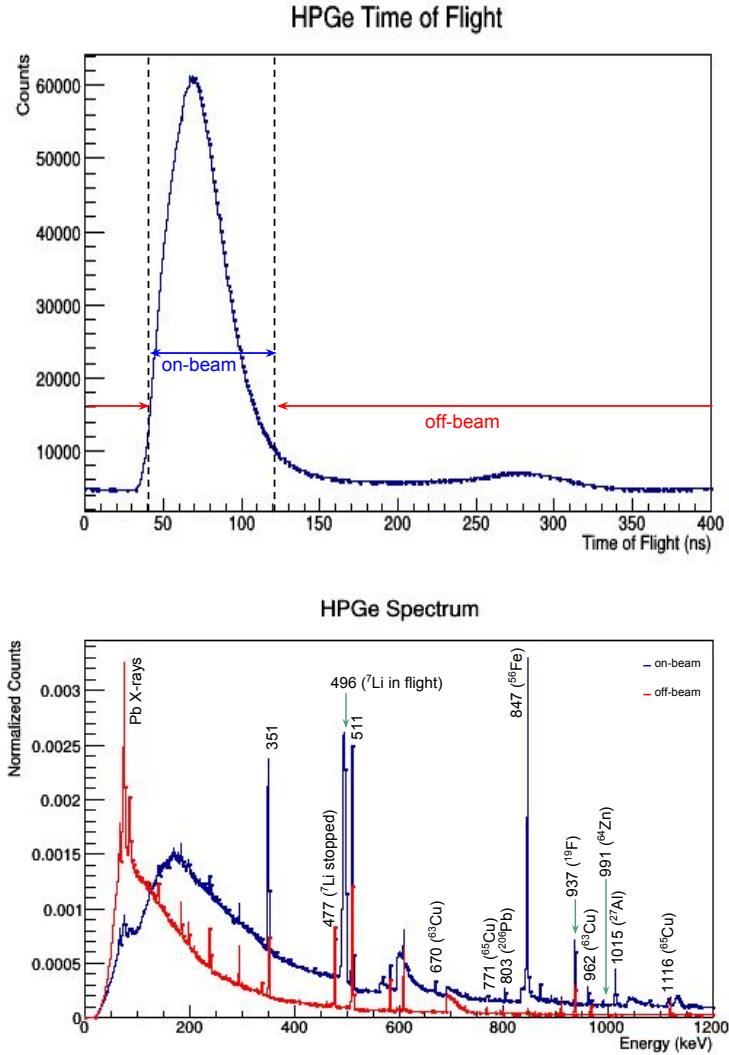 HPGe Time of Flight
Counts
60000
50000
40000
30000
20000
10000
on-beam
off-beam
0 50 100 150 200 250 300 350 400
Time of Flight (ns)
HPGe Spectrum
Normalized Counts
0.003
0.0025
0.002
0.0015
0.001
0.0005
0
Pb X-rays
351
496 (⁷Li in flight)
511
477 (⁷Li stopped)
670 (⁶³Cu)
771 (⁶⁵Cu)
803 (²⁰⁶Pb)
847 (⁵⁶Fe)
937 (¹⁹F)
962 (⁶³Cu)
991 (⁶⁴Zn)
1015 (²⁷Al)
1116 (⁶⁵Cu)
on-beam
off-beam
0 200 400 600 800 1000 1200
Energy (keV)